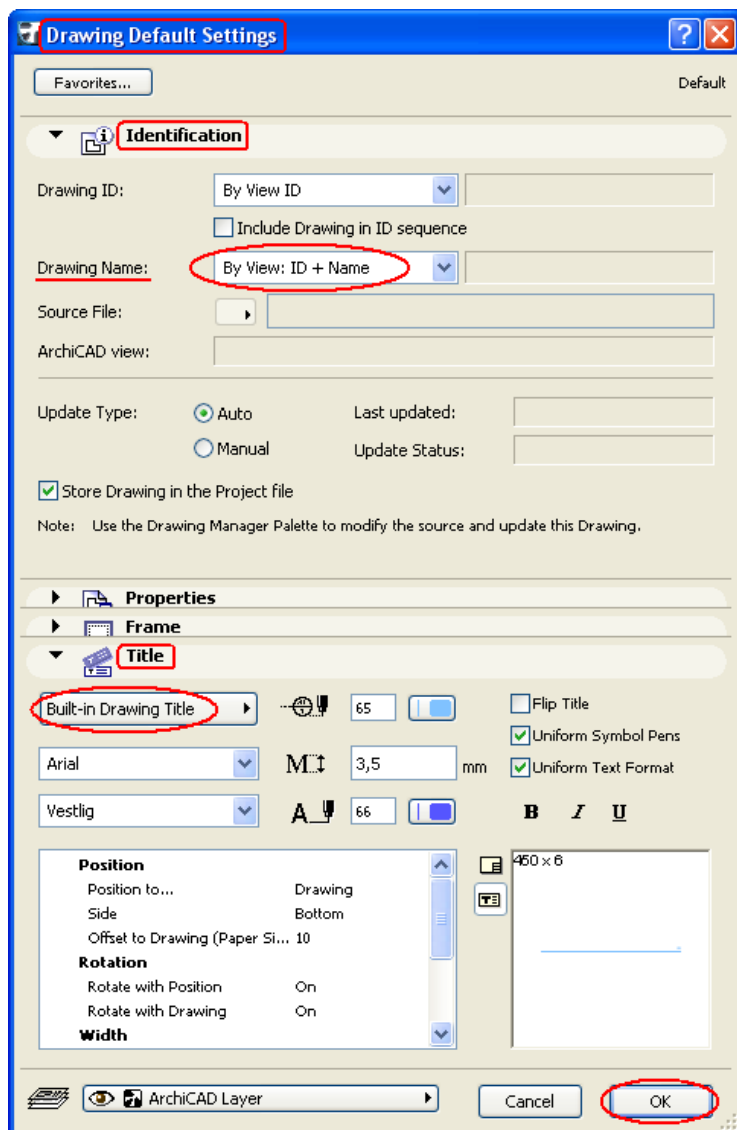 Drawing Default Settings
Favorites... Default
Identification
Drawing ID: By View ID
Include Drawing in ID sequence
Drawing Name: By View: ID + Name
Source File:
ArchiCAD view:
Update Type: Auto Last updated:
Manual Update Status:
Store Drawing in the Project file
Note: Use the Drawing Manager Palette to modify the source and update this Drawing.
Properties
Frame
Title
Built-in Drawing Title 65 Flip Title
Uniform Symbol Pens
Arial M 3,5 mm Uniform Text Format
Vestlig A 66 B I U
Position 450 x 6
Position to... Drawing
Side Bottom
Offset to Drawing (Paper Si... 10
Rotation
Rotate with Position On
Rotate with Drawing On
Width
ArchiCAD Layer Cancel OK